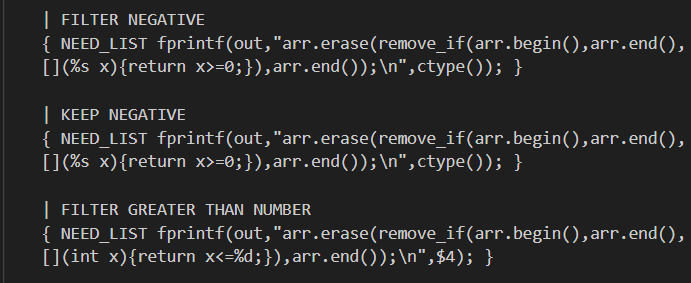 | FILTER NEGATIVE
{ NEED_LIST fprintf(out,"arr.erase(remove_if(arr.begin(),arr.end(),
[](%s x){return x>=0;}),arr.end());\n",ctype()); }
| KEEP NEGATIVE
{ NEED_LIST fprintf(out,"arr.erase(remove_if(arr.begin(),arr.end(),
[](%s x){return x>=0;}),arr.end());\n",ctype()); }
| FILTER GREATER THAN NUMBER
{ NEED_LIST fprintf(out,"arr.erase(remove_if(arr.begin(),arr.end(),
[](int x){return x<=%d;}),arr.end());\n",$4); }